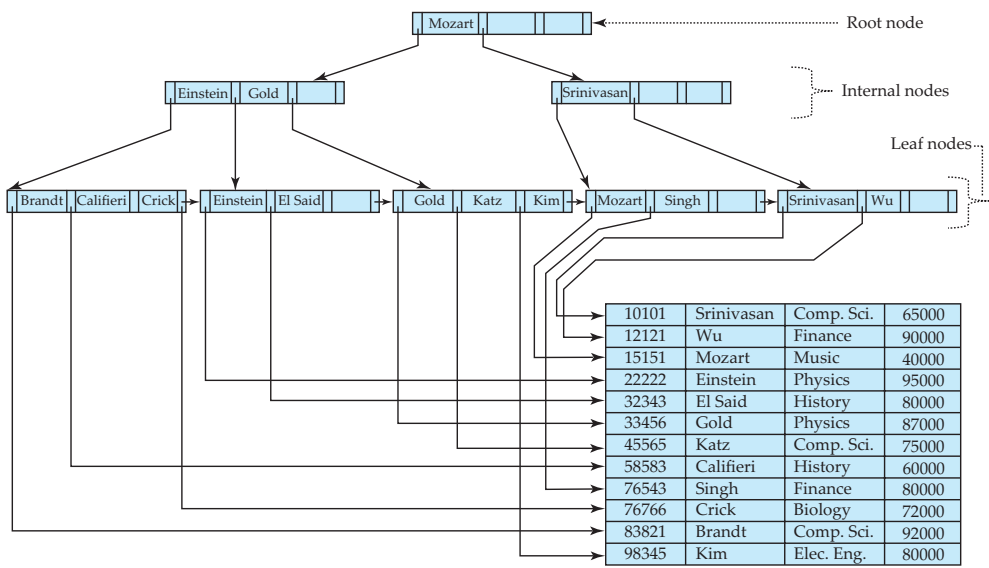 Mozart
Root node
Einstein Gold
Srinivasan
Internal nodes
Leaf nodes
Brandt Califieri Crick
Einstein El Said
Gold Katz Kim
Mozart Singh
Srinivasan Wu
10101 Srinivasan Comp. Sci. 65000
12121 Wu Finance 90000
15151 Mozart Music 40000
22222 Einstein Physics 95000
32343 El Said History 80000
33456 Gold Physics 87000
45565 Katz Comp. Sci. 75000
58583 Califieri History 60000
76543 Singh Finance 80000
76766 Crick Biology 72000
83821 Brandt Comp. Sci. 92000
98345 Kim Elec. Eng. 80000